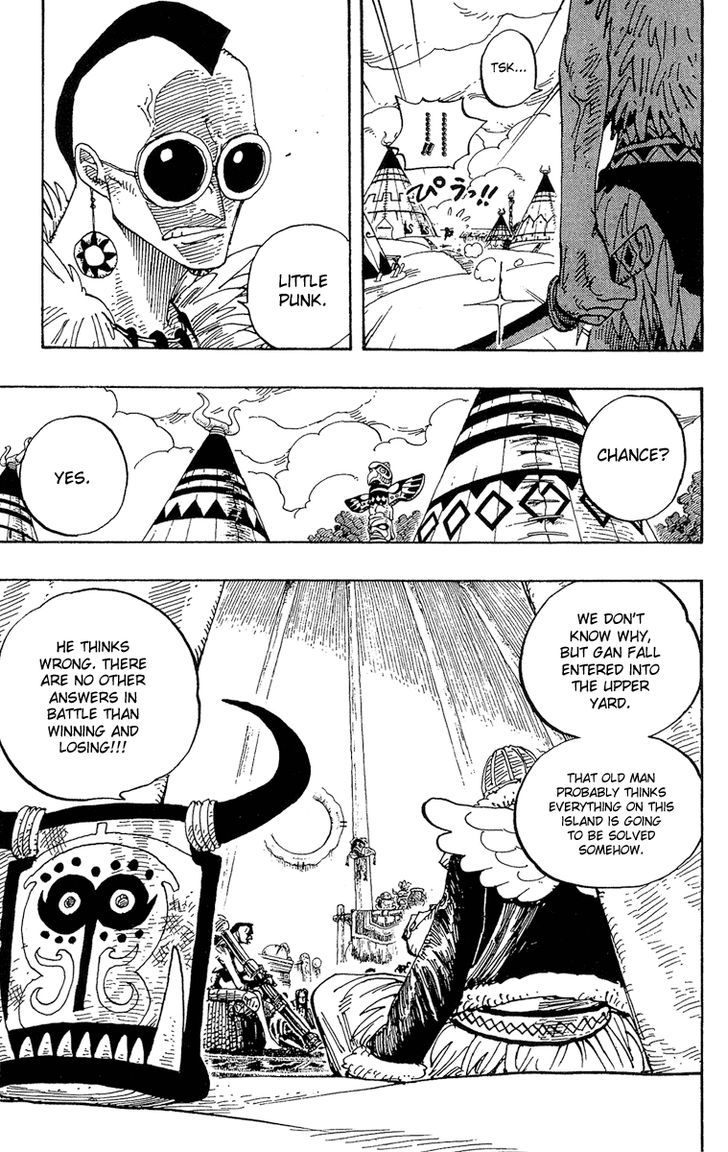 TSK...
!!
ぴうっ!!
LITTLE
PUNK.
CHANCE?
YES.
WE DON'T
KNOW WHY,
BUT GAN FALL
ENTERED INTO
THE UPPER
YARD.
THAT OLD MAN
PROBABLY THINKS
EVERYTHING ON THIS
ISLAND IS GOING
TO BE SOLVED
SOMEHOW.
HE THINKS
WRONG. THERE
ARE NO OTHER
ANSWERS IN
BATTLE THAN
WINNING AND
LOSING!!!